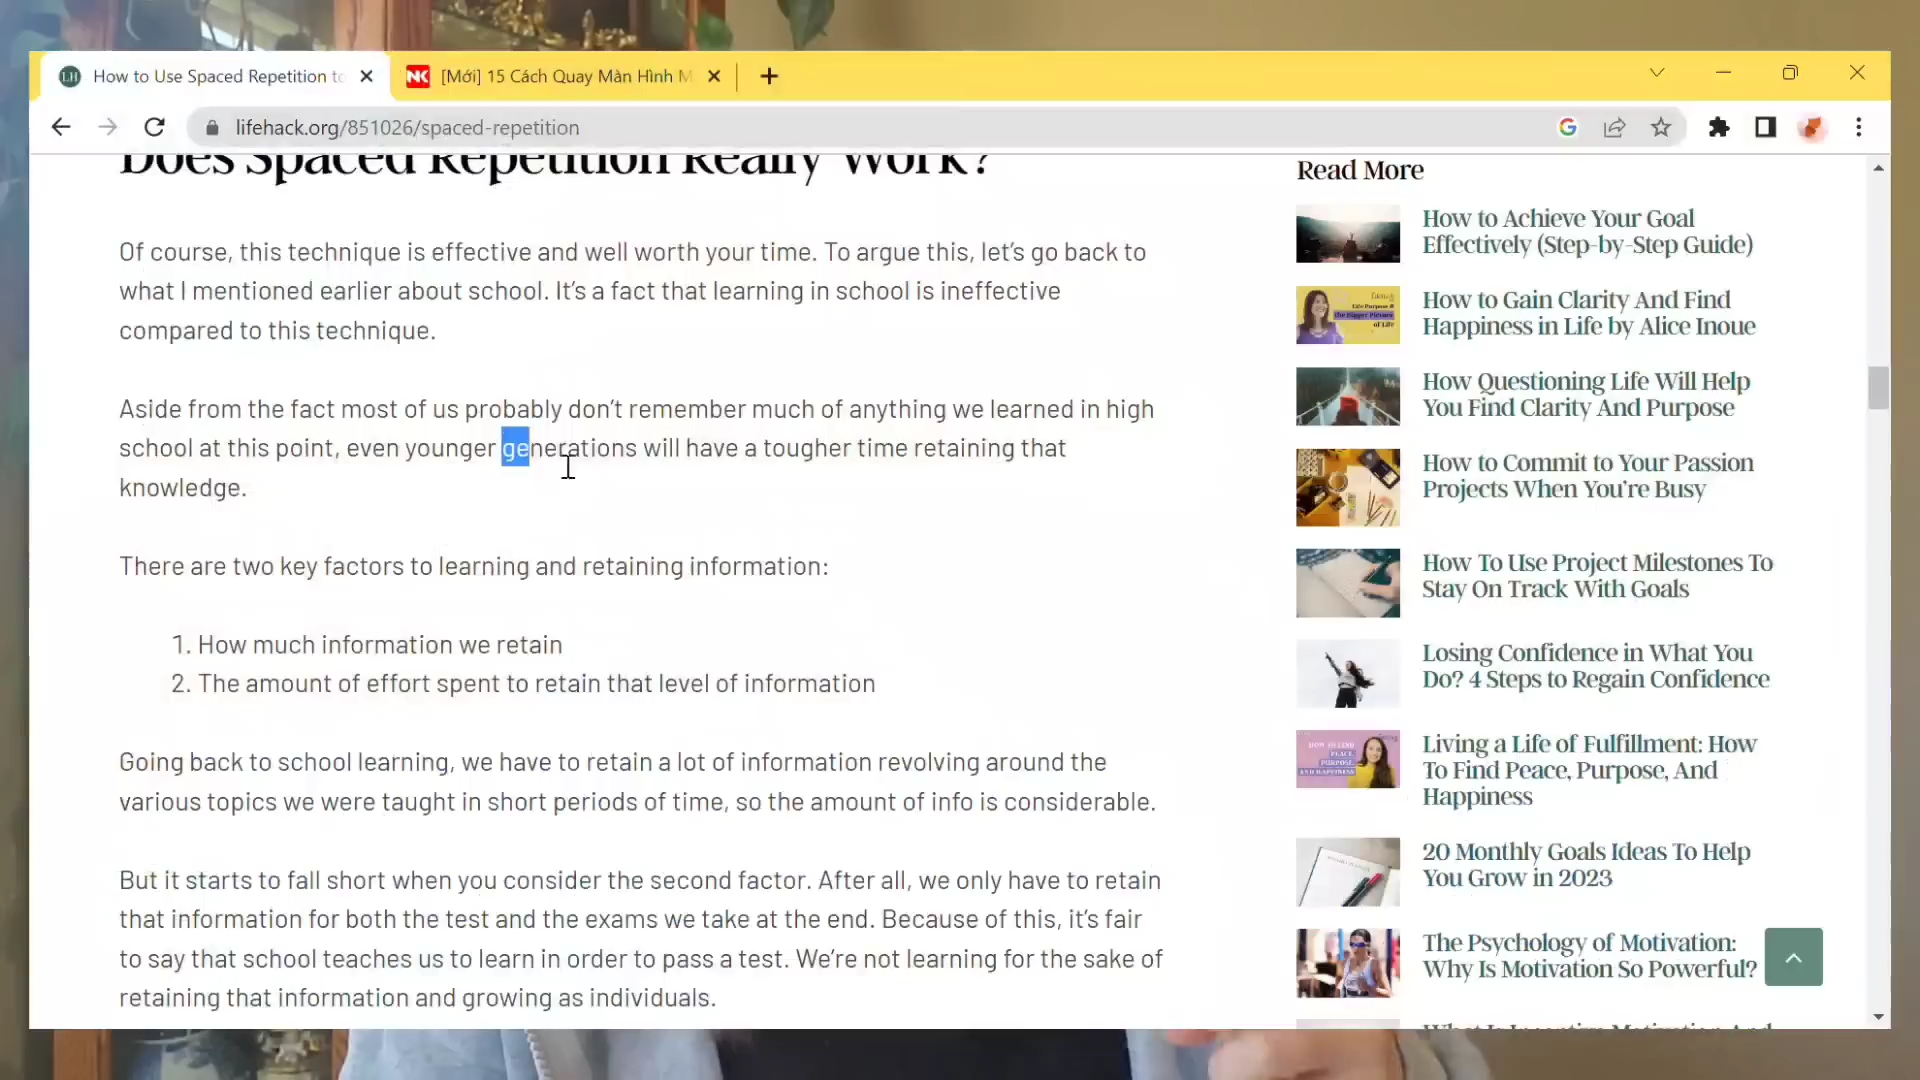 LH How to Use Spaced Repetition to
NK [Mới] 15 Cách Quay Màn Hình M
lifehack.org/851026/spaced-repetition
Does Spaced Repetition Really Work?
Of course, this technique is effective and well worth your time. To argue this, let’s go back to
what I mentioned earlier about school. It’s a fact that learning in school is ineffective
compared to this technique.
Aside from the fact most of us probably don’t remember much of anything we learned in high
school at this point, even younger generations will have a tougher time retaining that
knowledge.
There are two key factors to learning and retaining information:
1. How much information we retain
2. The amount of effort spent to retain that level of information
Going back to school learning, we have to retain a lot of information revolving around the
various topics we were taught in short periods of time, so the amount of info is considerable.
But it starts to fall short when you consider the second factor. After all, we only have to retain
that information for both the test and the exams we take at the end. Because of this, it’s fair
to say that school teaches us to learn in order to pass a test. We’re not learning for the sake of
retaining that information and growing as individuals.
Read More
How to Achieve Your Goal
Effectively (Step-by-Step Guide)
How to Gain Clarity And Find
Happiness in Life by Alice Inoue
How Questioning Life Will Help
You Find Clarity And Purpose
How to Commit to Your Passion
Projects When You’re Busy
How To Use Project Milestones To
Stay On Track With Goals
Losing Confidence in What You
Do? 4 Steps to Regain Confidence
Living a Life of Fulfillment: How
To Find Peace, Purpose, And
Happiness
20 Monthly Goals Ideas To Help
You Grow in 2023
The Psychology of Motivation:
Why Is Motivation So Powerful?